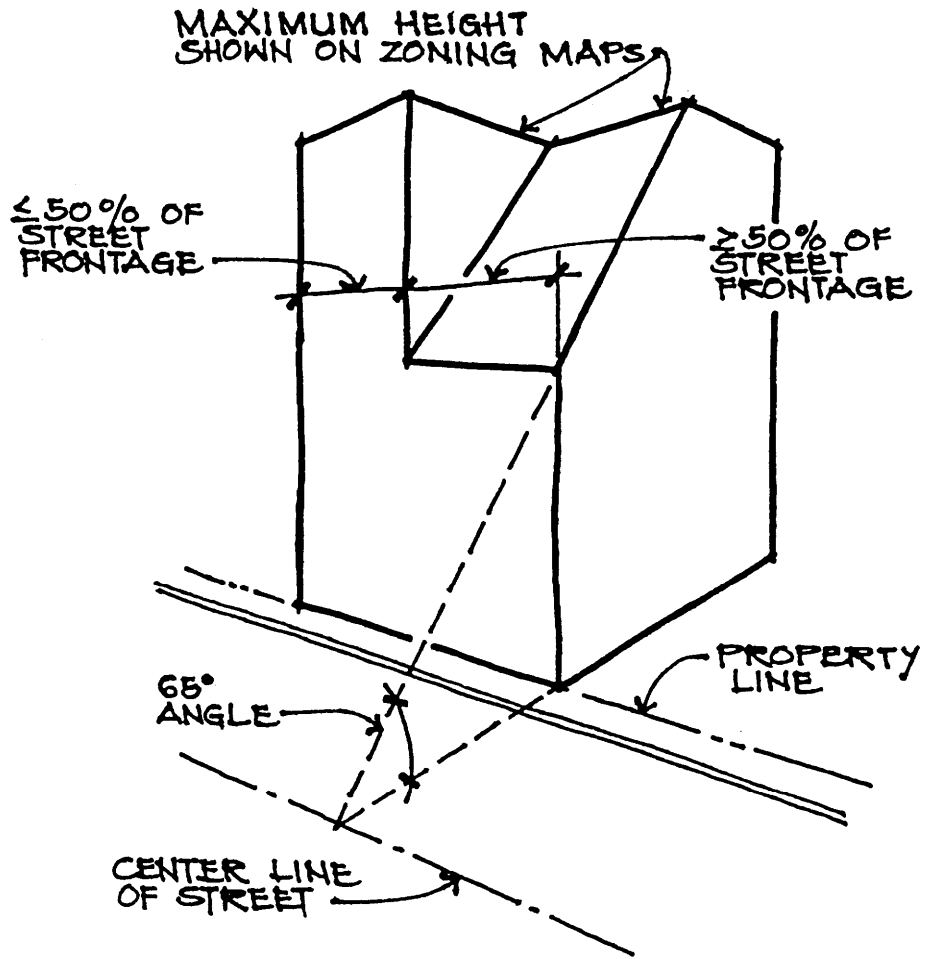 MAXIMUM HEIGHT
SHOWN ON ZONING MAPS
≤50% OF
STREET
FRONTAGE
≥50% OF
STREET
FRONTAGE
PROPERTY
LINE
65°
ANGLE
CENTER LINE
OF STREET